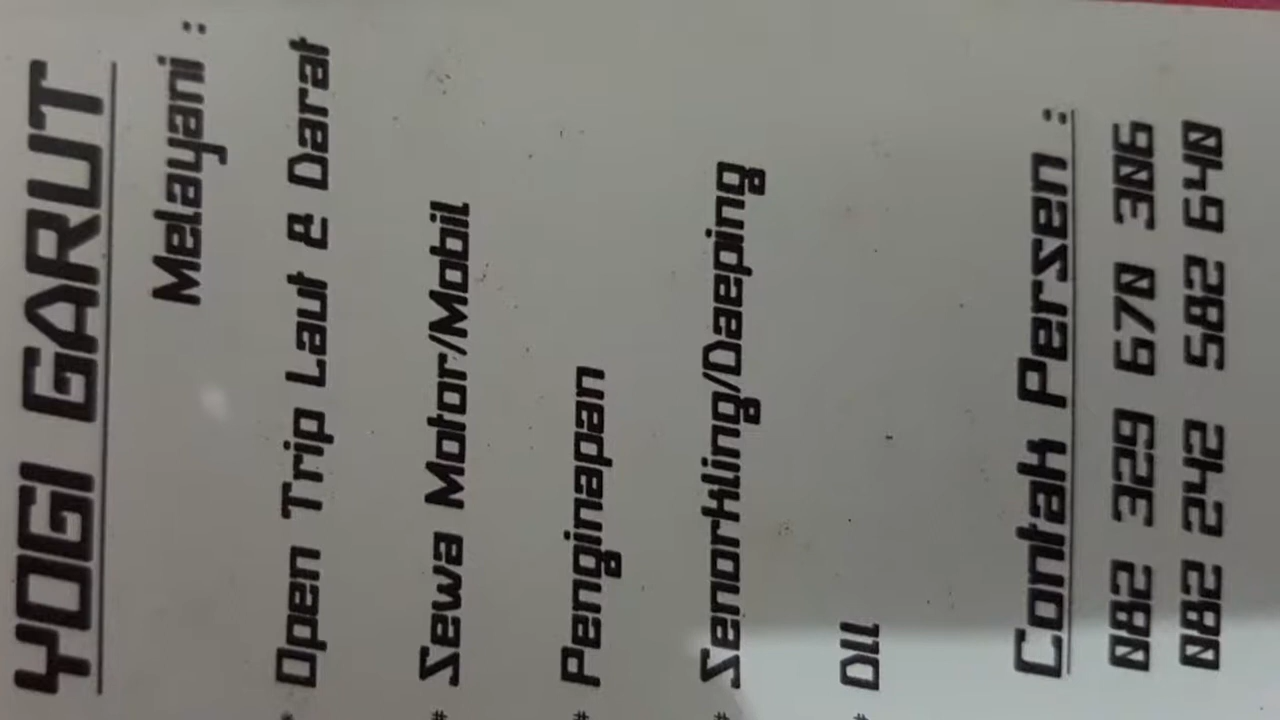 YOGI GARUT
Melayani :
* Open Trip Laut & Darat
* Sewa Motor/Mobil
* Penginapan
* Senorkling/Daeping
* Dll
Contak Persen :
082 329 670 306
082 242 582 640